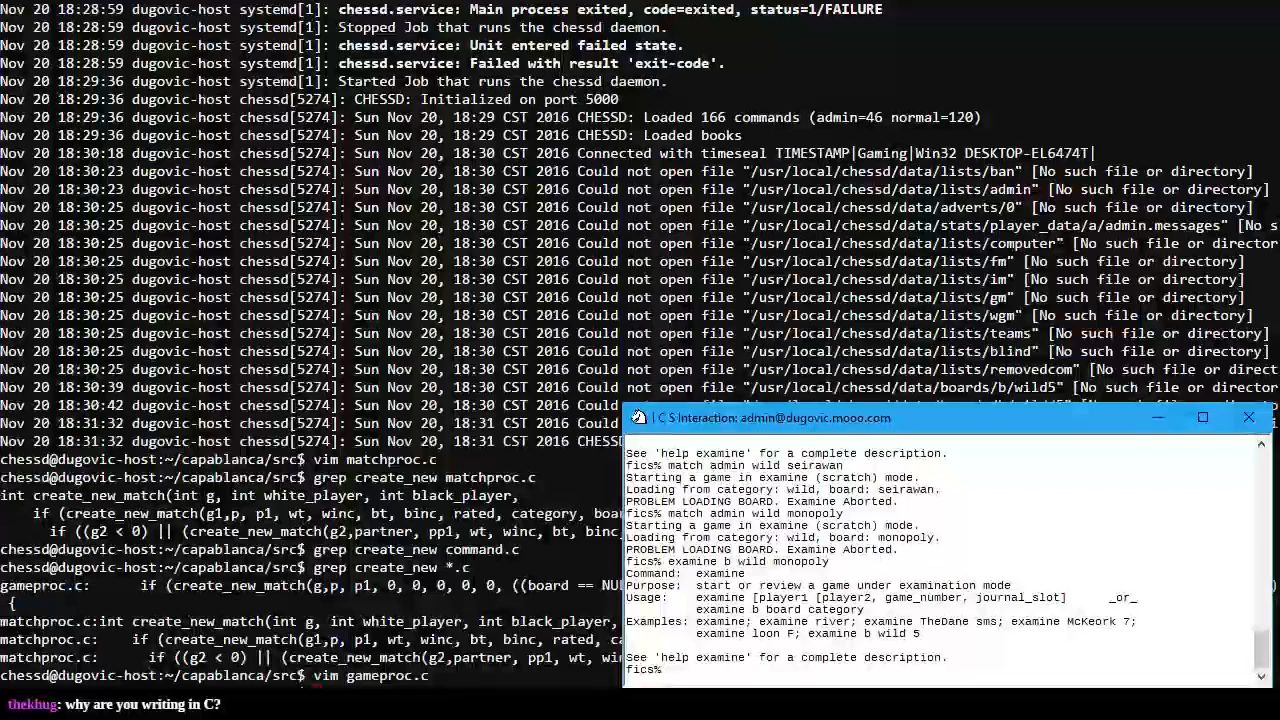 Nov 20 18:28:59 dugovic-host systemd[1]: chessd.service: Main process exited, code=exited, status=1/FAILURE
Nov 20 18:28:59 dugovic-host systemd[1]: Stopped Job that runs the chessd daemon.
Nov 20 18:28:59 dugovic-host systemd[1]: chessd.service: Unit entered failed state.
Nov 20 18:28:59 dugovic-host systemd[1]: chessd.service: Failed with result 'exit-code'.
Nov 20 18:29:36 dugovic-host systemd[1]: Started Job that runs the chessd daemon.
Nov 20 18:29:36 dugovic-host chessd[5274]: CHESSD: Initialized on port 5000
Nov 20 18:29:36 dugovic-host chessd[5274]: Sun Nov 20, 18:29 CST 2016 CHESSD: Loaded 166 commands (admin=46 normal=120)
Nov 20 18:29:36 dugovic-host chessd[5274]: Sun Nov 20, 18:29 CST 2016 CHESSD: Loaded books
Nov 20 18:30:18 dugovic-host chessd[5274]: Sun Nov 20, 18:30 CST 2016 Connected with timeseal TIMESTAMP|Gaming|Win32 DESKTOP-EL6474T|
Nov 20 18:30:23 dugovic-host chessd[5274]: Sun Nov 20, 18:30 CST 2016 Could not open file "/usr/local/chessd/data/lists/ban" [No such file or directory]
Nov 20 18:30:23 dugovic-host chessd[5274]: Sun Nov 20, 18:30 CST 2016 Could not open file "/usr/local/chessd/data/lists/admin" [No such file or directory]
Nov 20 18:30:25 dugovic-host chessd[5274]: Sun Nov 20, 18:30 CST 2016 Could not open file "/usr/local/chessd/data/adverts/0" [No such file or directory]
Nov 20 18:30:25 dugovic-host chessd[5274]: Sun Nov 20, 18:30 CST 2016 Could not open file "/usr/local/chessd/data/stats/player_data/a/admin.messages" [No s
Nov 20 18:30:25 dugovic-host chessd[5274]: Sun Nov 20, 18:30 CST 2016 Could not open file "/usr/local/chessd/data/lists/computer" [No such file or director
Nov 20 18:30:25 dugovic-host chessd[5274]: Sun Nov 20, 18:30 CST 2016 Could not open file "/usr/local/chessd/data/lists/fm" [No such file or directory]
Nov 20 18:30:25 dugovic-host chessd[5274]: Sun Nov 20, 18:30 CST 2016 Could not open file "/usr/local/chessd/data/lists/im" [No such file or directory]
Nov 20 18:30:25 dugovic-host chessd[5274]: Sun Nov 20, 18:30 CST 2016 Could not open file "/usr/local/chessd/data/lists/gm" [No such file or directory]
Nov 20 18:30:25 dugovic-host chessd[5274]: Sun Nov 20, 18:30 CST 2016 Could not open file "/usr/local/chessd/data/lists/wgm" [No such file or directory]
Nov 20 18:30:25 dugovic-host chessd[5274]: Sun Nov 20, 18:30 CST 2016 Could not open file "/usr/local/chessd/data/lists/teams" [No such file or directory]
Nov 20 18:30:25 dugovic-host chessd[5274]: Sun Nov 20, 18:30 CST 2016 Could not open file "/usr/local/chessd/data/lists/blind" [No such file or directory]
Nov 20 18:30:25 dugovic-host chessd[5274]: Sun Nov 20, 18:30 CST 2016 Could not open file "/usr/local/chessd/data/lists/removedcom" [No such file or direct
Nov 20 18:30:39 dugovic-host chessd[5274]: Sun Nov 20, 18:30 CST 2016 Could not open file "/usr/local/chessd/data/boards/b/wild5" [No such file or director
Nov 20 18:30:42 dugovic-host chessd[5274]: Sun Nov 20, 18:30 CST 2016 Could
Nov 20 18:31:32 dugovic-host chessd[5274]: Sun Nov 20, 18:31 CST 2016 Could
Nov 20 18:31:32 dugovic-host chessd[5274]: Sun Nov 20, 18:31 CST 2016 CHESSD
chessd@dugovic-host:~/capablanca/src$ vim matchproc.c
chessd@dugovic-host:~/capablanca/src$ grep create_new matchproc.c
int create_new_match(int g, int white_player, int black_player,
if (create_new_match(g1,p, p1, wt, winc, bt, binc, rated, category, boar
if ((g2 < 0) || (create_new_match(g2,partner, pp1, wt, winc, bt, binc,
chessd@dugovic-host:~/capablanca/src$ grep create_new command.c
chessd@dugovic-host:~/capablanca/src$ grep create_new *.c
gameproc.c: if (create_new_match(g,p, p1, 0, 0, 0, 0, 0, ((board == NUL
{
matchproc.c:int create_new_match(int g, int white_player, int black_player,
matchproc.c: if (create_new_match(g1,p, p1, wt, winc, bt, binc, rated, ca
matchproc.c: if ((g2 < 0) || (create_new_match(g2,partner, pp1, wt, win
chessd@dugovic-host:~/capablanca/src$ vim gameproc.c
I C S Interaction: admin@dugovic.mooo.com
See 'help examine' for a complete description.
fics% match admin wild seirawan
Starting a game in examine (scratch) mode.
Loading from category: wild, board: seirawan.
PROBLEM LOADING BOARD. Examine Aborted.
fics% match admin wild monopoly
Starting a game in examine (scratch) mode.
Loading from category: wild, board: monopoly.
PROBLEM LOADING BOARD. Examine Aborted.
fics% examine b wild monopoly
Command: examine
Purpose: start or review a game under examination mode
Usage: examine [player1 [player2, game_number, journal_slot] _or_
examine b board category
Examples: examine; examine river; examine TheDane sms; examine McKeork 7;
examine loon F; examine b wild 5
See 'help examine' for a complete description.
fics%
thekhug: why are you writing in C?